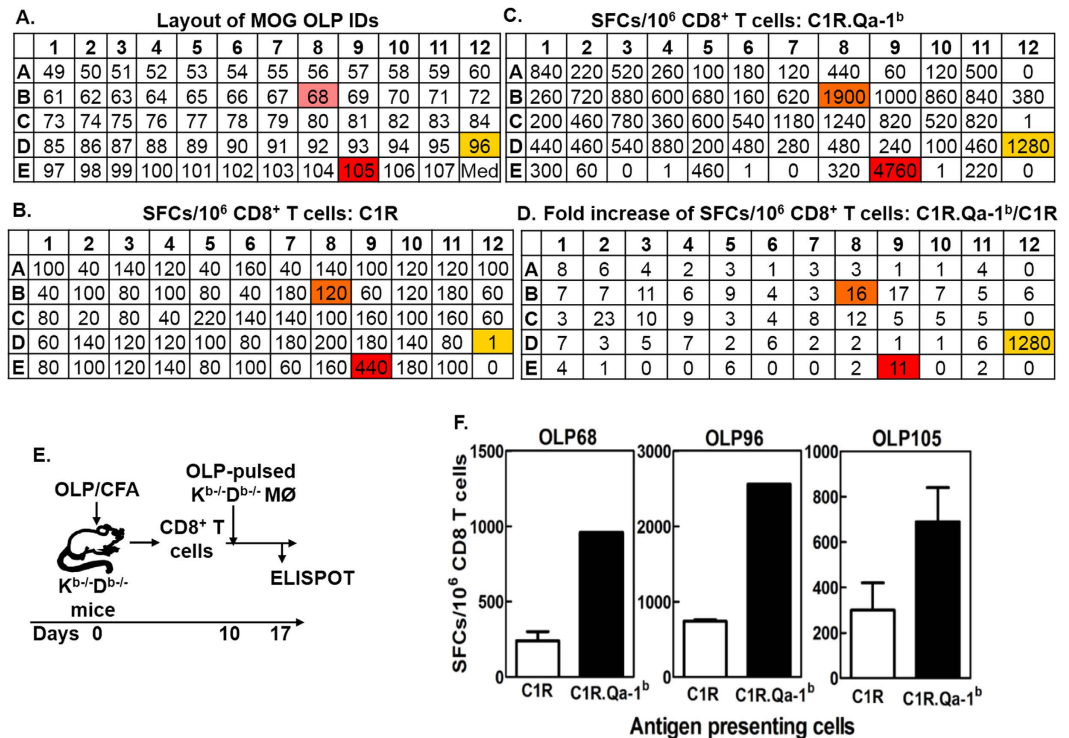 A. Layout of MOG OLP IDs
1 2 3 4 5 6 7 8 9 10 11 12
A 49 50 51 52 53 54 55 56 57 58 59 60
B 61 62 63 64 65 66 67 68 69 70 71 72
C 73 74 75 76 77 78 79 80 81 82 83 84
D 85 86 87 88 89 90 91 92 93 94 95 96
E 97 98 99 100 101 102 103 104 105 106 107 Med
B. SFCs/10⁶ CD8⁺ T cells: C1R
1 2 3 4 5 6 7 8 9 10 11 12
A 100 40 140 120 40 160 40 140 100 120 120 100
B 40 100 80 100 80 40 180 120 60 120 180 60
C 80 20 80 40 220 140 140 100 160 100 160 60
D 60 140 120 120 100 80 180 200 180 140 80 1
E 80 100 120 140 80 100 60 160 440 180 100 0
C. SFCs/10⁶ CD8⁺ T cells: C1R.Qa-1ᵇ
1 2 3 4 5 6 7 8 9 10 11 12
A 840 220 520 260 100 180 120 440 60 120 500 0
B 260 720 880 600 680 160 620 1900 1000 860 840 380
C 200 460 780 360 600 540 1180 1240 820 520 820 1
D 440 460 540 880 200 480 280 480 240 100 460 1280
E 300 60 0 1 460 1 0 320 4760 1 220 0
D. Fold increase of SFCs/10⁶ CD8⁺ T cells: C1R.Qa-1ᵇ/C1R
1 2 3 4 5 6 7 8 9 10 11 12
A 8 6 4 2 3 1 3 3 1 1 4 0
B 7 7 11 6 9 4 3 16 17 7 5 6
C 3 23 10 9 3 4 8 12 5 5 5 0
D 7 3 5 7 2 6 2 2 1 1 6 1280
E 4 1 0 0 6 0 0 2 11 0 2 0
E.
OLP/CFA
Kᵇ⁻/⁻Dᵇ⁻/⁻
mice
CD8⁺ T
cells
OLP-pulsed
Kᵇ⁻/⁻Dᵇ⁻/⁻ MØ
ELISPOT
Days 0 10 17
F.
SFCs/10⁶ CD8 T cells
OLP68
1500
1000
500
0
C1R C1R.Qa-1ᵇ
OLP96
3000
2000
1000
0
C1R C1R.Qa-1ᵇ
OLP105
1000
800
600
400
200
0
C1R C1R.Qa-1ᵇ
Antigen presenting cells